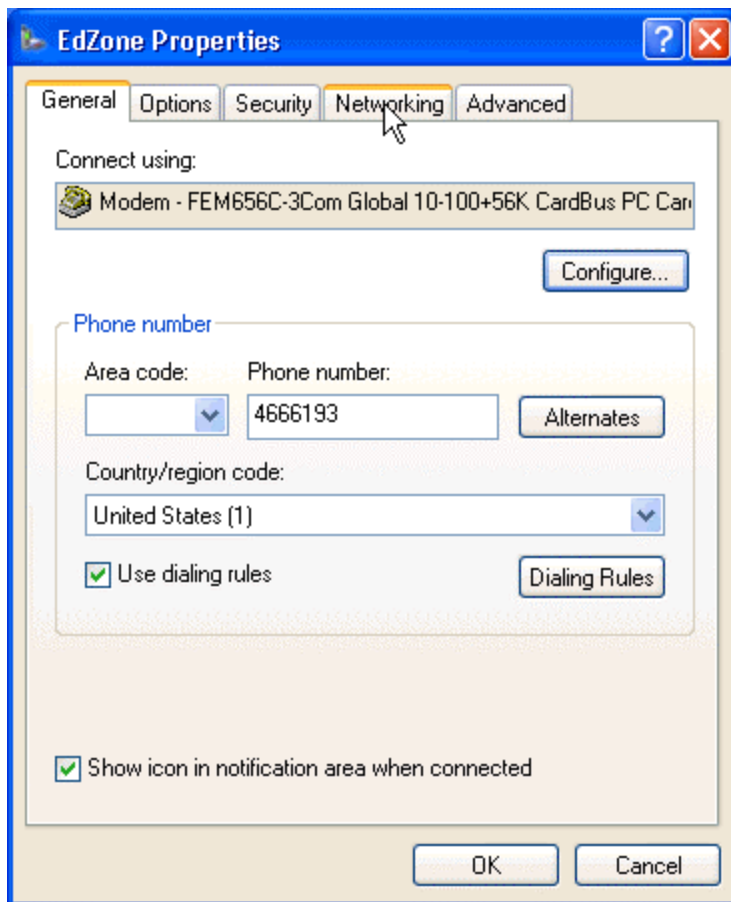 EdZone Properties
General Options Security Networking Advanced
Connect using:
Modem - FEM656C-3Com Global 10-100+56K CardBus PC Car
Configure...
Phone number
Area code: Phone number:
4666193 Alternates
Country/region code:
United States (1)
Use dialing rules Dialing Rules
Show icon in notification area when connected
OK Cancel